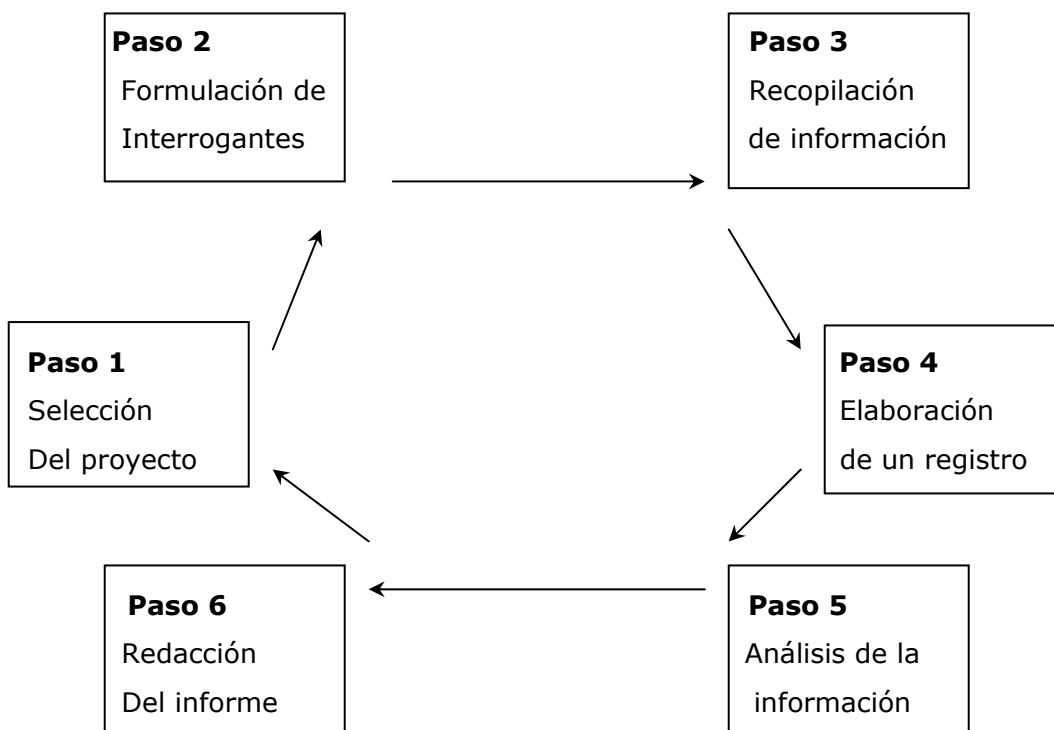 Paso 2
Formulación de
Interrogantes
Paso 3
Recopilación
de información
Paso 1
Selección
Del proyecto
Paso 4
Elaboración
de un registro
Paso 6
Redacción
Del informe
Paso 5
Análisis de la
información